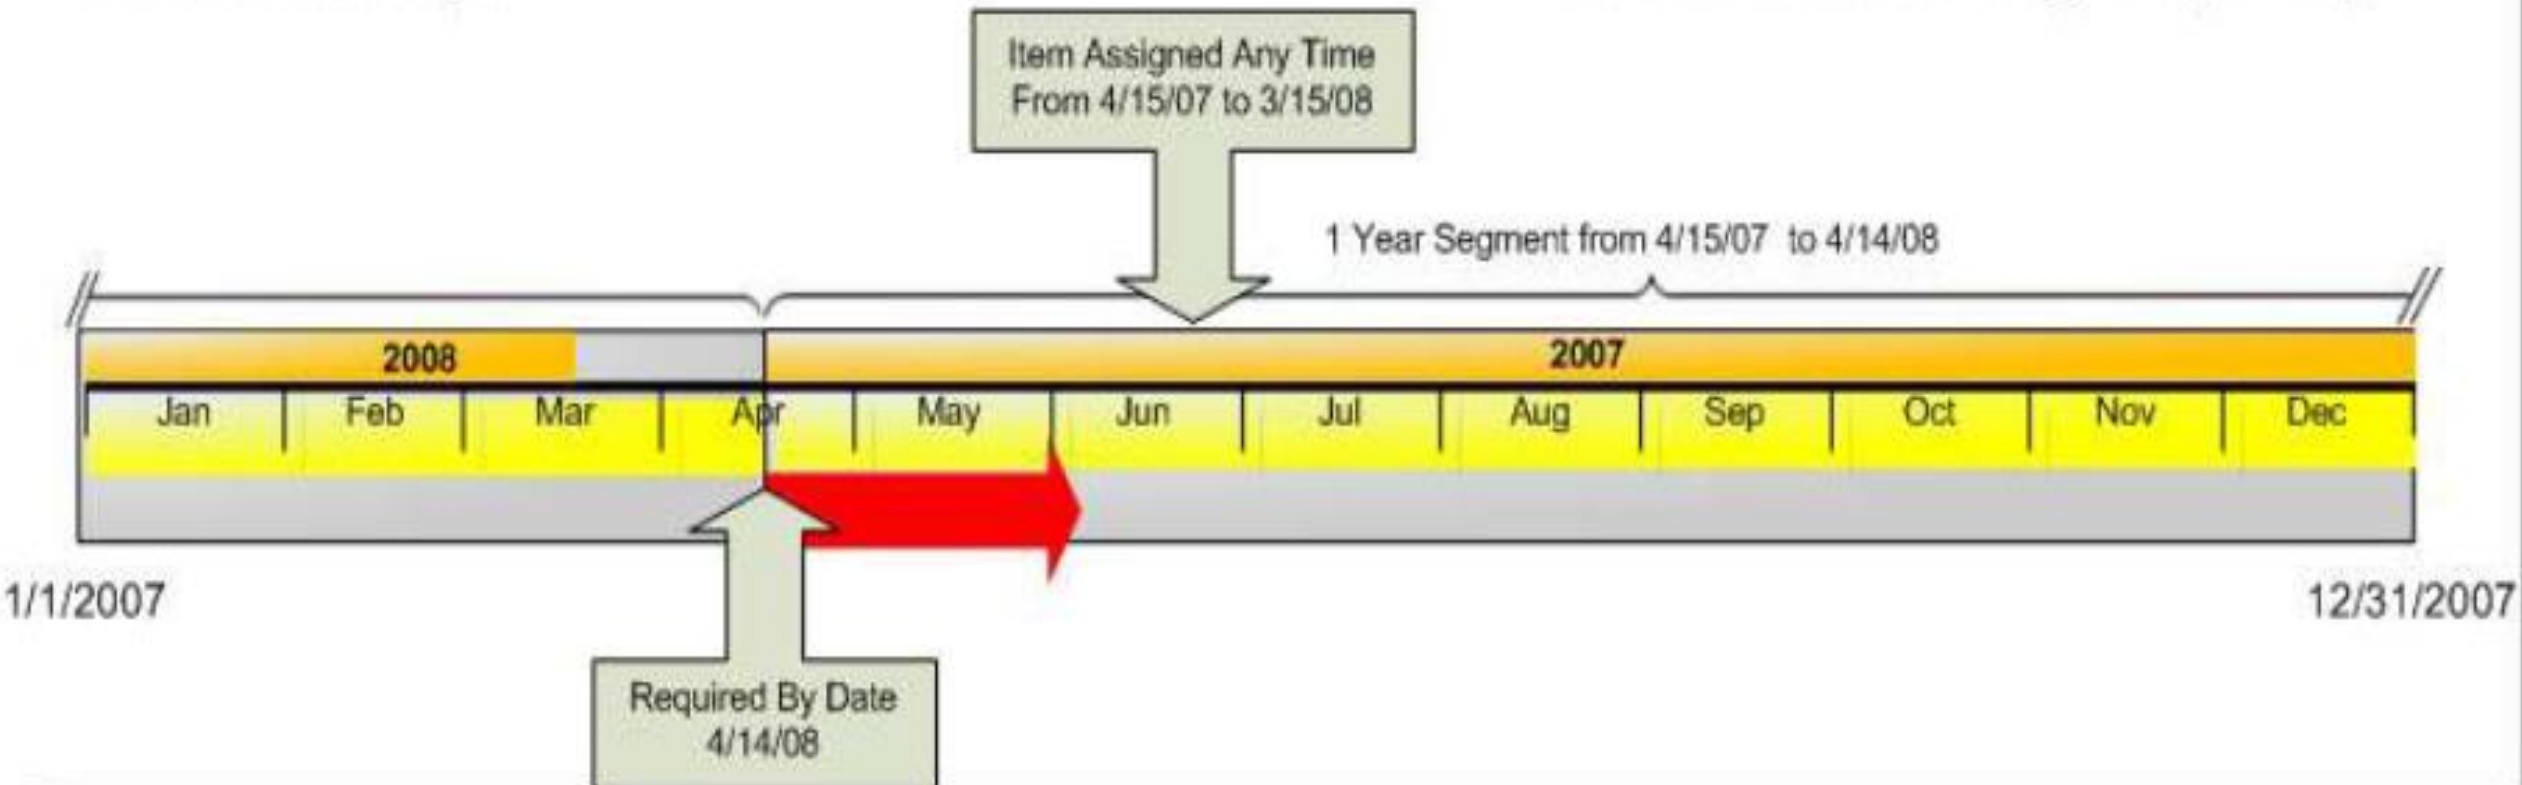 Item Assigned Any Time
From 4/15/07 to 3/15/08
1 Year Segment from 4/15/07 to 4/14/08
2008 2007
Jan Feb Mar Apr May Jun Jul Aug Sep Oct Nov Dec
1/1/2007 12/31/2007
Required By Date
4/14/08